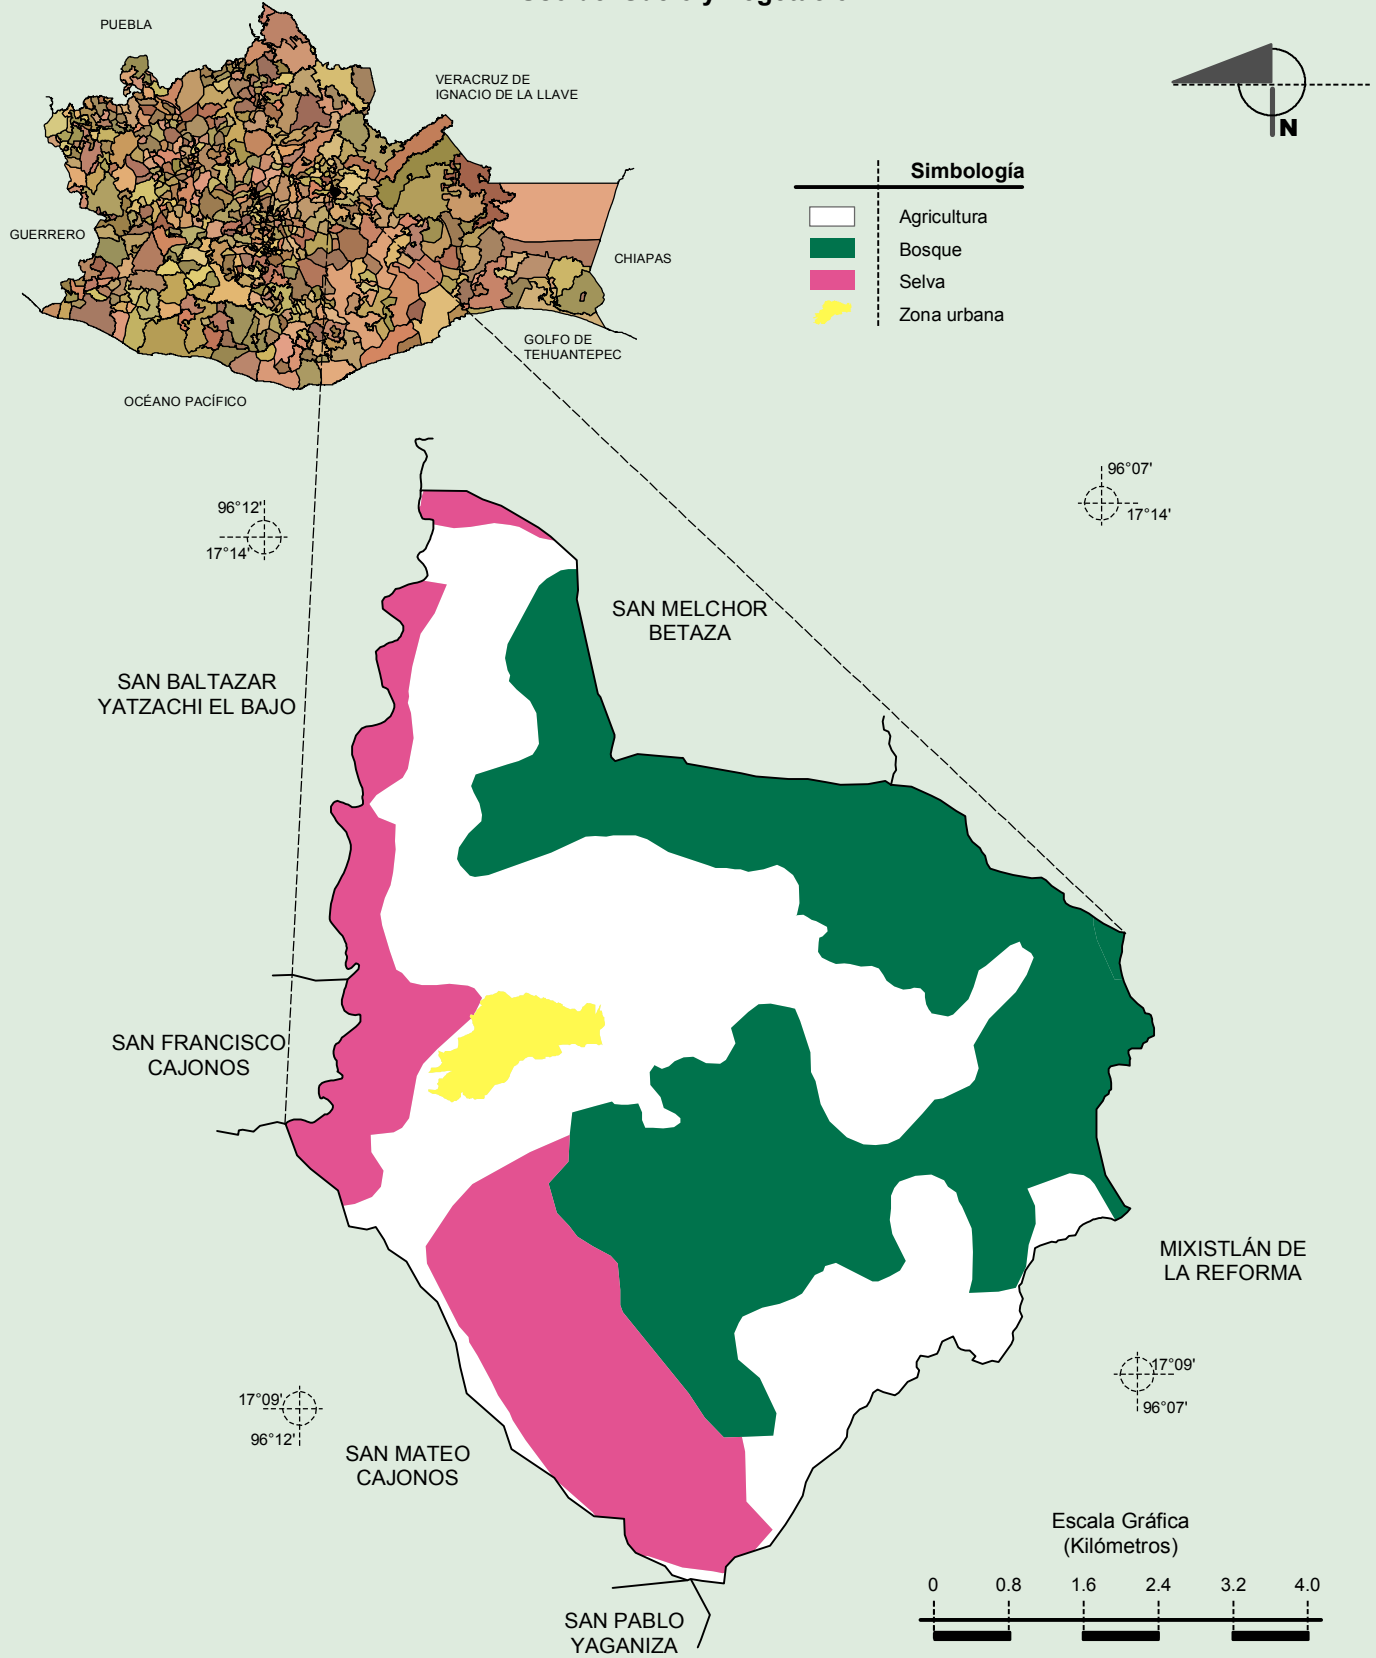 PUEBLA
VERACRUZ DE
IGNACIO DE LA LLAVE
GUERRERO
CHIAPAS
GOLFO DE
TEHUANTEPEC
OCÉANO PACÍFICO
N
Simbología
Agricultura
Bosque
Selva
Zona urbana
96°12'
17°14'
96°07'
17°14'
SAN MELCHOR
BETAZA
SAN BALTAZAR
YATZACHI EL BAJO
SAN FRANCISCO
CAJONOS
MIXISTLÁN DE
LA REFORMA
17°09'
96°12'
17°09'
96°07'
SAN MATEO
CAJONOS
SAN PABLO
YAGANIZA
Escala Gráfica
(Kilómetros)
0 0.8 1.6 2.4 3.2 4.0